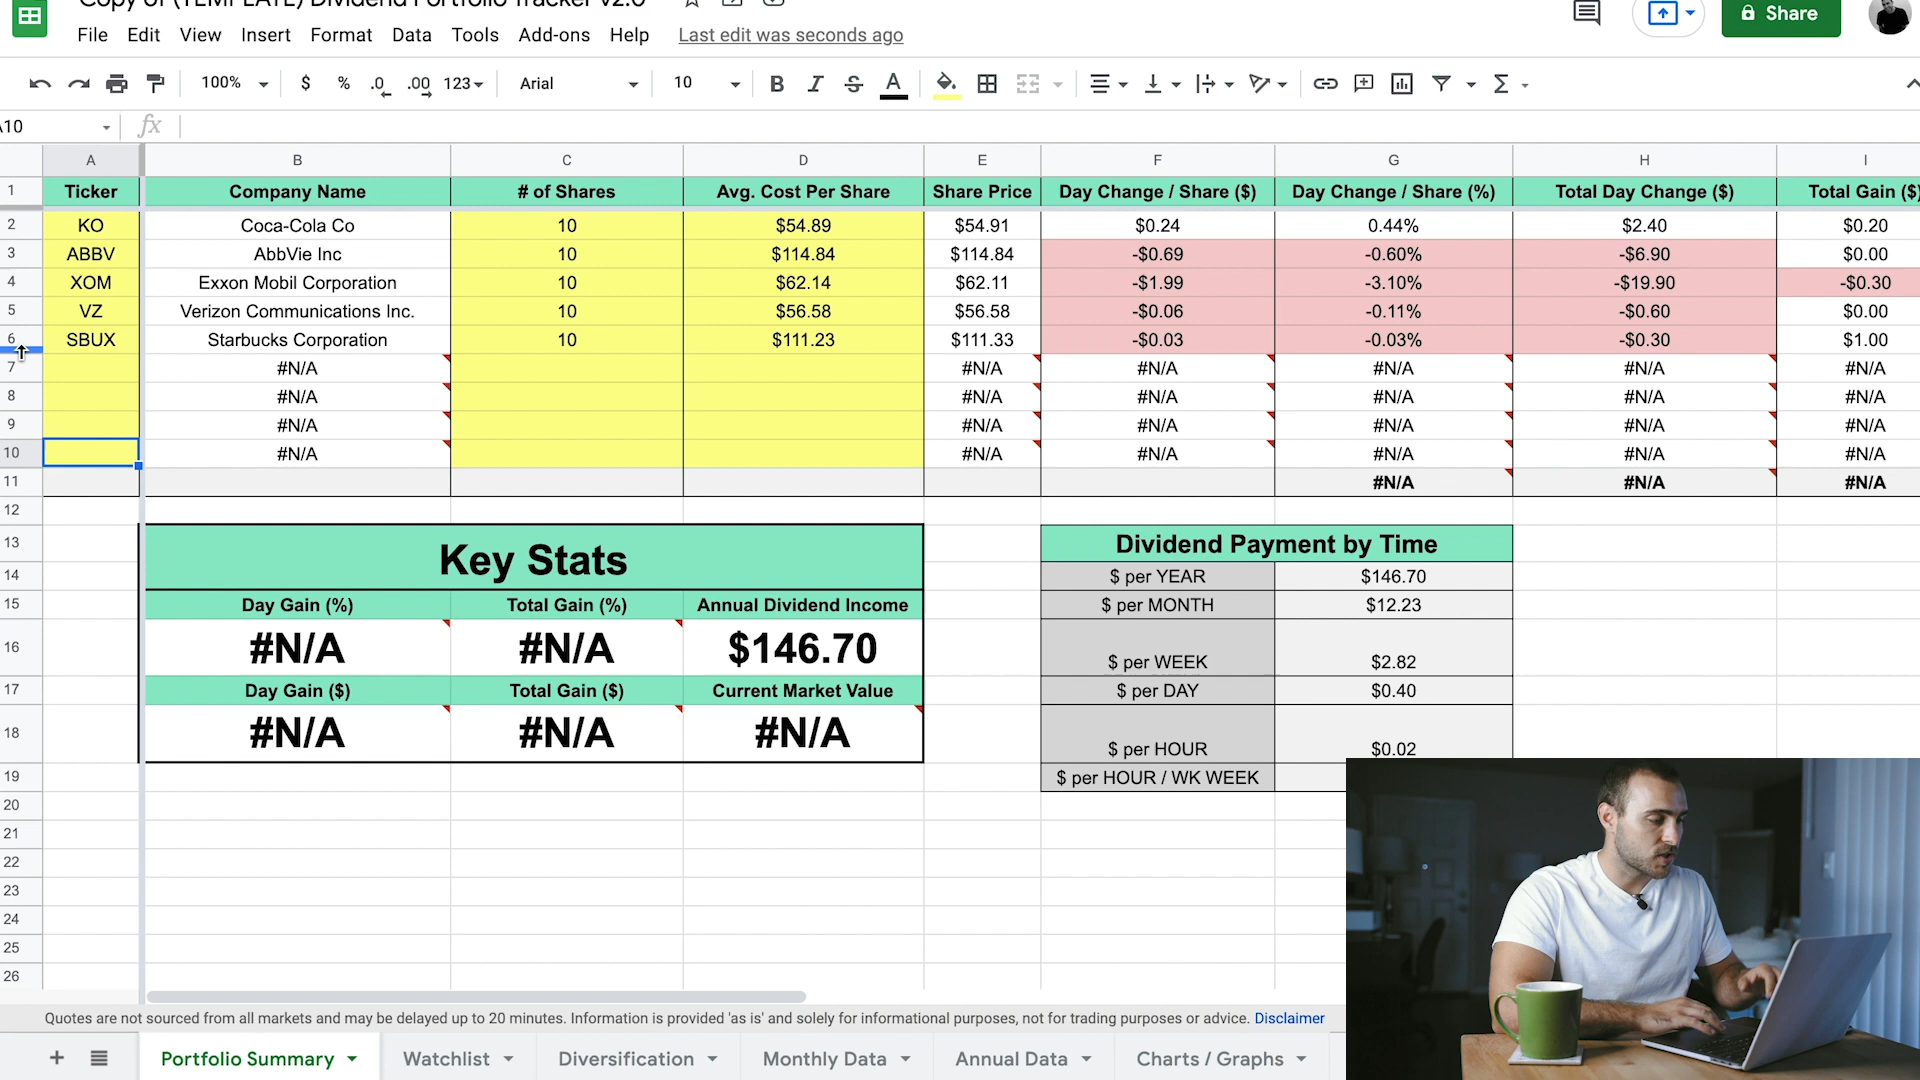 Copy of (TEMPLATE) Dividend Portfolio Tracker v2.0
Share
File Edit View Insert Format Data Tools Add-ons Help Last edit was seconds ago
100% $ % .0 .00 123 Arial 10 B I S A Σ
A10 fx
A B C D E F G H I
1 Ticker Company Name # of Shares Avg. Cost Per Share Share Price Day Change / Share ($) Day Change / Share (%) Total Day Change ($) Total Gain ($)
2 KO Coca-Cola Co 10 $54.89 $54.91 $0.24 0.44% $2.40 $0.20
3 ABBV AbbVie Inc 10 $114.84 $114.84 -$0.69 -0.60% -$6.90 $0.00
4 XOM Exxon Mobil Corporation 10 $62.14 $62.11 -$1.99 -3.10% -$19.90 -$0.30
5 VZ Verizon Communications Inc. 10 $56.58 $56.58 -$0.06 -0.11% -$0.60 $0.00
6 SBUX Starbucks Corporation 10 $111.23 $111.33 -$0.03 -0.03% -$0.30 $1.00
7 #N/A #N/A #N/A #N/A #N/A #N/A
8 #N/A #N/A #N/A #N/A #N/A #N/A
9 #N/A #N/A #N/A #N/A #N/A #N/A
10 #N/A #N/A #N/A #N/A #N/A #N/A
11 #N/A #N/A #N/A
12
13 Key Stats Dividend Payment by Time
14 $ per YEAR $146.70
15 Day Gain (%) Total Gain (%) Annual Dividend Income $ per MONTH $12.23
16 #N/A #N/A $146.70 $ per WEEK $2.82
17 Day Gain ($) Total Gain ($) Current Market Value $ per DAY $0.40
18 #N/A #N/A #N/A $ per HOUR $0.02
19 $ per HOUR / WK WEEK
20
21
22
23
24
25
26
Quotes are not sourced from all markets and may be delayed up to 20 minutes. Information is provided 'as is' and solely for informational purposes, not for trading purposes or advice. Disclaimer
+ Portfolio Summary Watchlist Diversification Monthly Data Annual Data Charts / Graphs